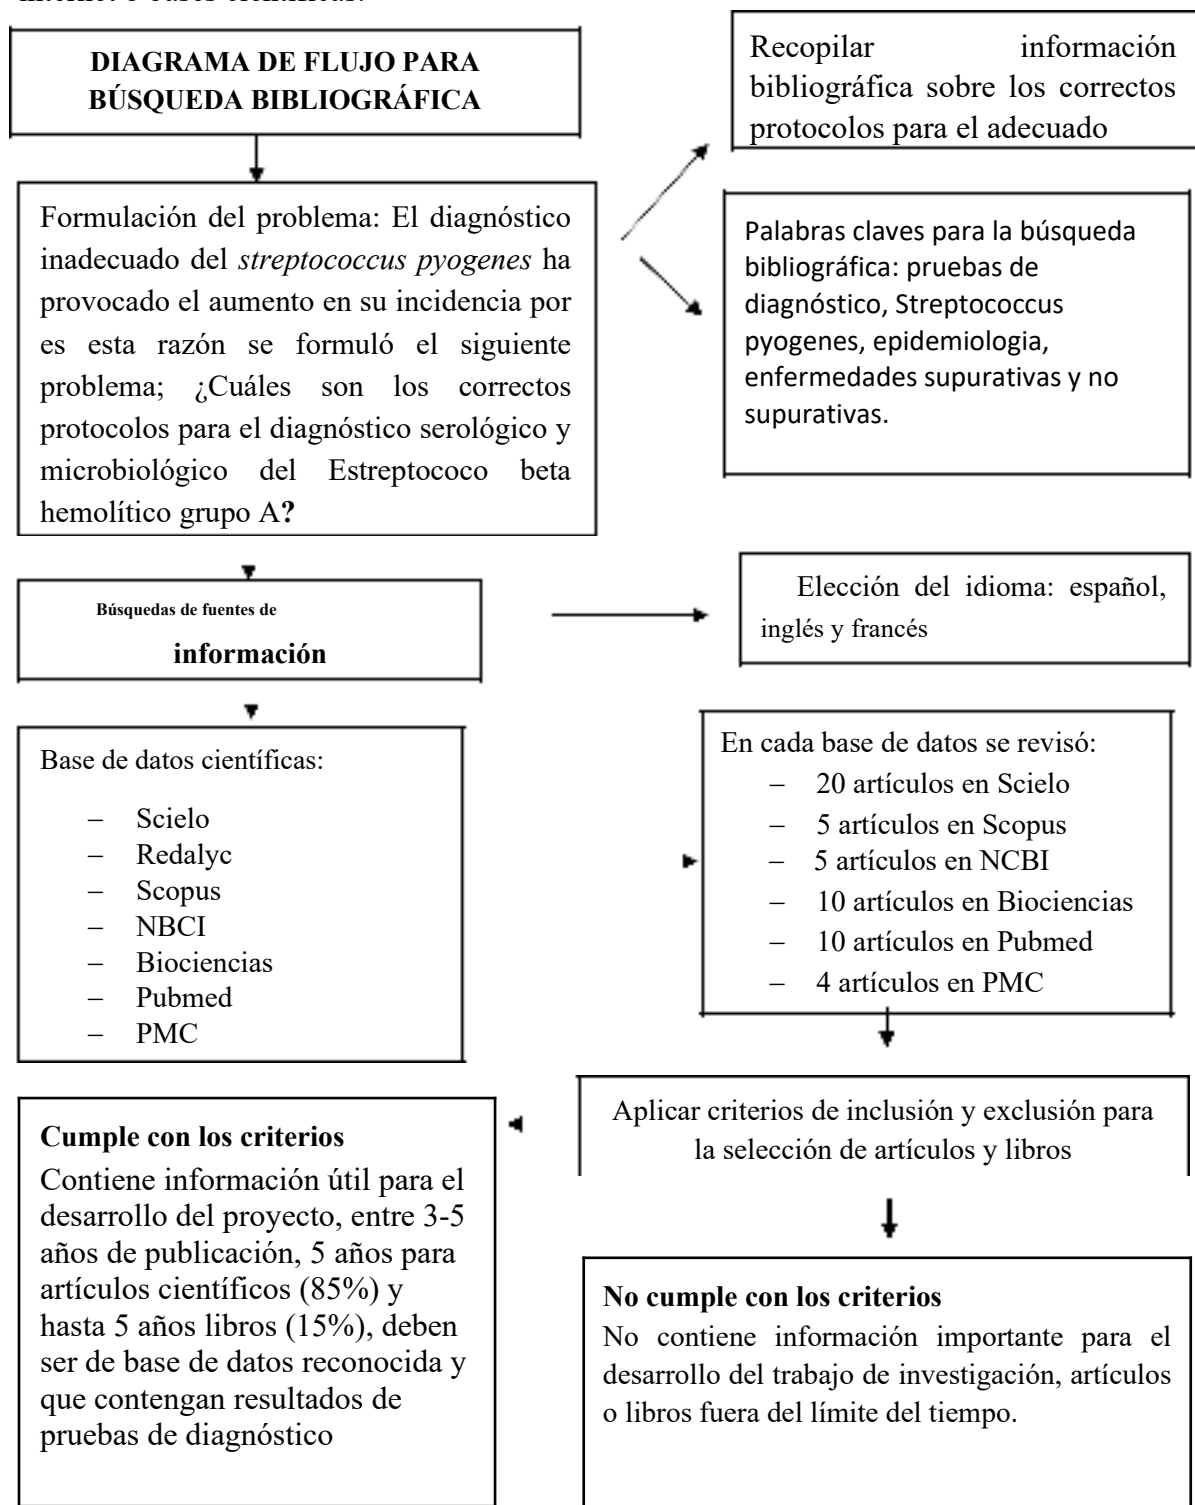 DIAGRAMA DE FLUJO PARA
BÚSQUEDA BIBLIOGRÁFICA
Recopilar información
bibliográfica sobre los correctos
protocolos para el adecuado
Formulación del problema: El diagnóstico
inadecuado del streptococcus pyogenes ha
provocado el aumento en su incidencia por
es esta razón se formuló el siguiente
problema; ¿Cuáles son los correctos
protocolos para el diagnóstico serológico y
microbiológico del Estreptococo beta
hemolítico grupo A?
Palabras claves para la búsqueda
bibliográfica: pruebas de
diagnóstico, Streptococcus
pyogenes, epidemiologia,
enfermedades supurativas y no
supurativas.
Búsquedas de fuentes de
información
Elección del idioma: español,
inglés y francés
Base de datos científicas:
– Scielo
– Redalyc
– Scopus
– NBCI
– Biociencias
– Pubmed
– PMC
En cada base de datos se revisó:
– 20 artículos en Scielo
– 5 artículos en Scopus
– 5 artículos en NCBI
– 10 artículos en Biociencias
– 10 artículos en Pubmed
– 4 artículos en PMC
Aplicar criterios de inclusión y exclusión para
la selección de artículos y libros
Cumple con los criterios
Contiene información útil para el
desarrollo del proyecto, entre 3-5
años de publicación, 5 años para
artículos científicos (85%) y
hasta 5 años libros (15%), deben
ser de base de datos reconocida y
que contengan resultados de
pruebas de diagnóstico
No cumple con los criterios
No contiene información importante para el
desarrollo del trabajo de investigación, artículos
o libros fuera del límite del tiempo.